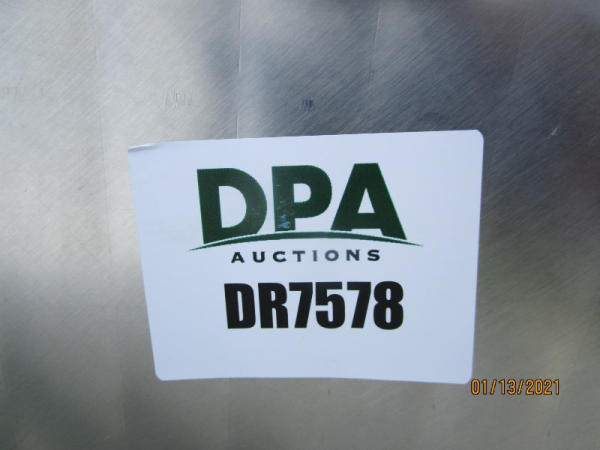 DPA
AUCTIONS
DR7578
01/13/2021